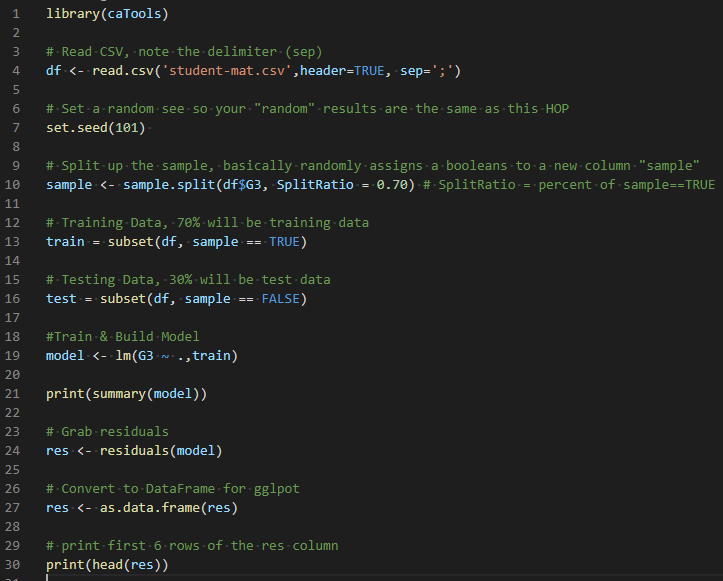 1 library(caTools)
2
3 # Read CSV, note the delimiter (sep)
4 df <- read.csv('student-mat.csv',header=TRUE, sep=';')
5
6 # Set a random see so your "random" results are the same as this HOP
7 set.seed(101)
8
9 # Split up the sample, basically randomly assigns a booleans to a new column "sample"
10 sample <- sample.split(df$G3, SplitRatio = 0.70) # SplitRatio = percent of sample==TRUE
11
12 # Training Data, 70% will be training data
13 train = subset(df, sample == TRUE)
14
15 # Testing Data, 30% will be test data
16 test = subset(df, sample == FALSE)
17
18 #Train & Build Model
19 model <- lm(G3 ~ .,train)
20
21 print(summary(model))
22
23 # Grab residuals
24 res <- residuals(model)
25
26 # Convert to DataFrame for gglpot
27 res <- as.data.frame(res)
28
29 # print first 6 rows of the res column
30 print(head(res))